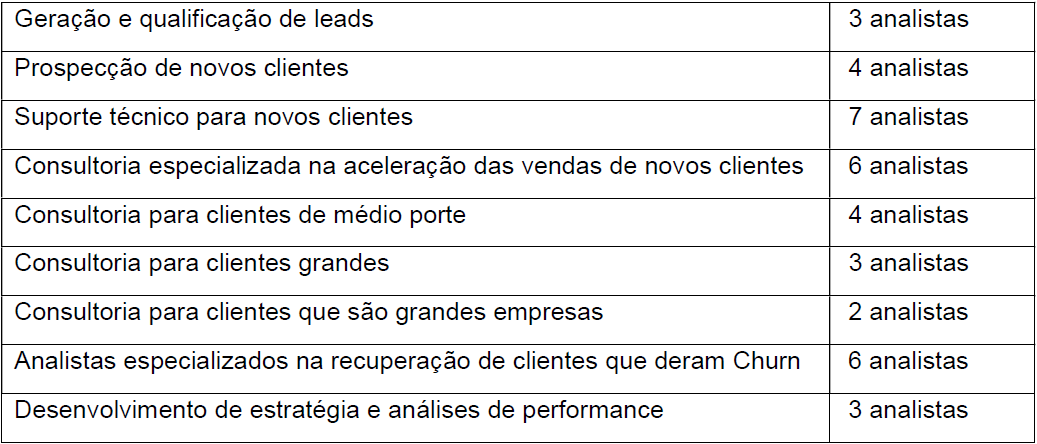 Geração e qualificação de leads 3 analistas
Prospecção de novos clientes 4 analistas
Suporte técnico para novos clientes 7 analistas
Consultoria especializada na aceleração das vendas de novos clientes 6 analistas
Consultoria para clientes de médio porte 4 analistas
Consultoria para clientes grandes 3 analistas
Consultoria para clientes que são grandes empresas 2 analistas
Analistas especializados na recuperação de clientes que deram Churn 6 analistas
Desenvolvimento de estratégia e análises de performance 3 analistas